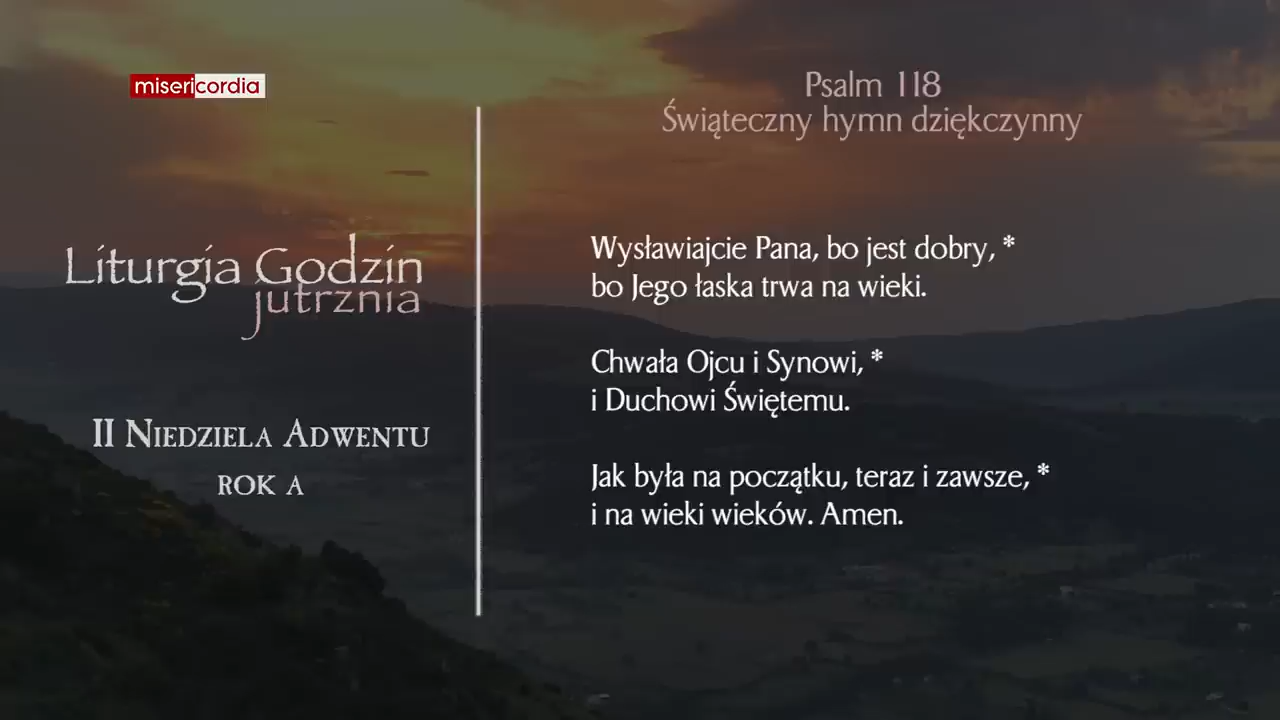 misericordia
Liturgia Godzin
jutrznia
II Niedziela Adwentu
rok A
Psalm 118
Świąteczny hymn dziękczynny
Wysławiajcie Pana, bo jest dobry, *
bo Jego łaska trwa na wieki.
Chwała Ojcu i Synowi, *
i Duchowi Świętemu.
Jak była na początku, teraz i zawsze, *
i na wieki wieków. Amen.